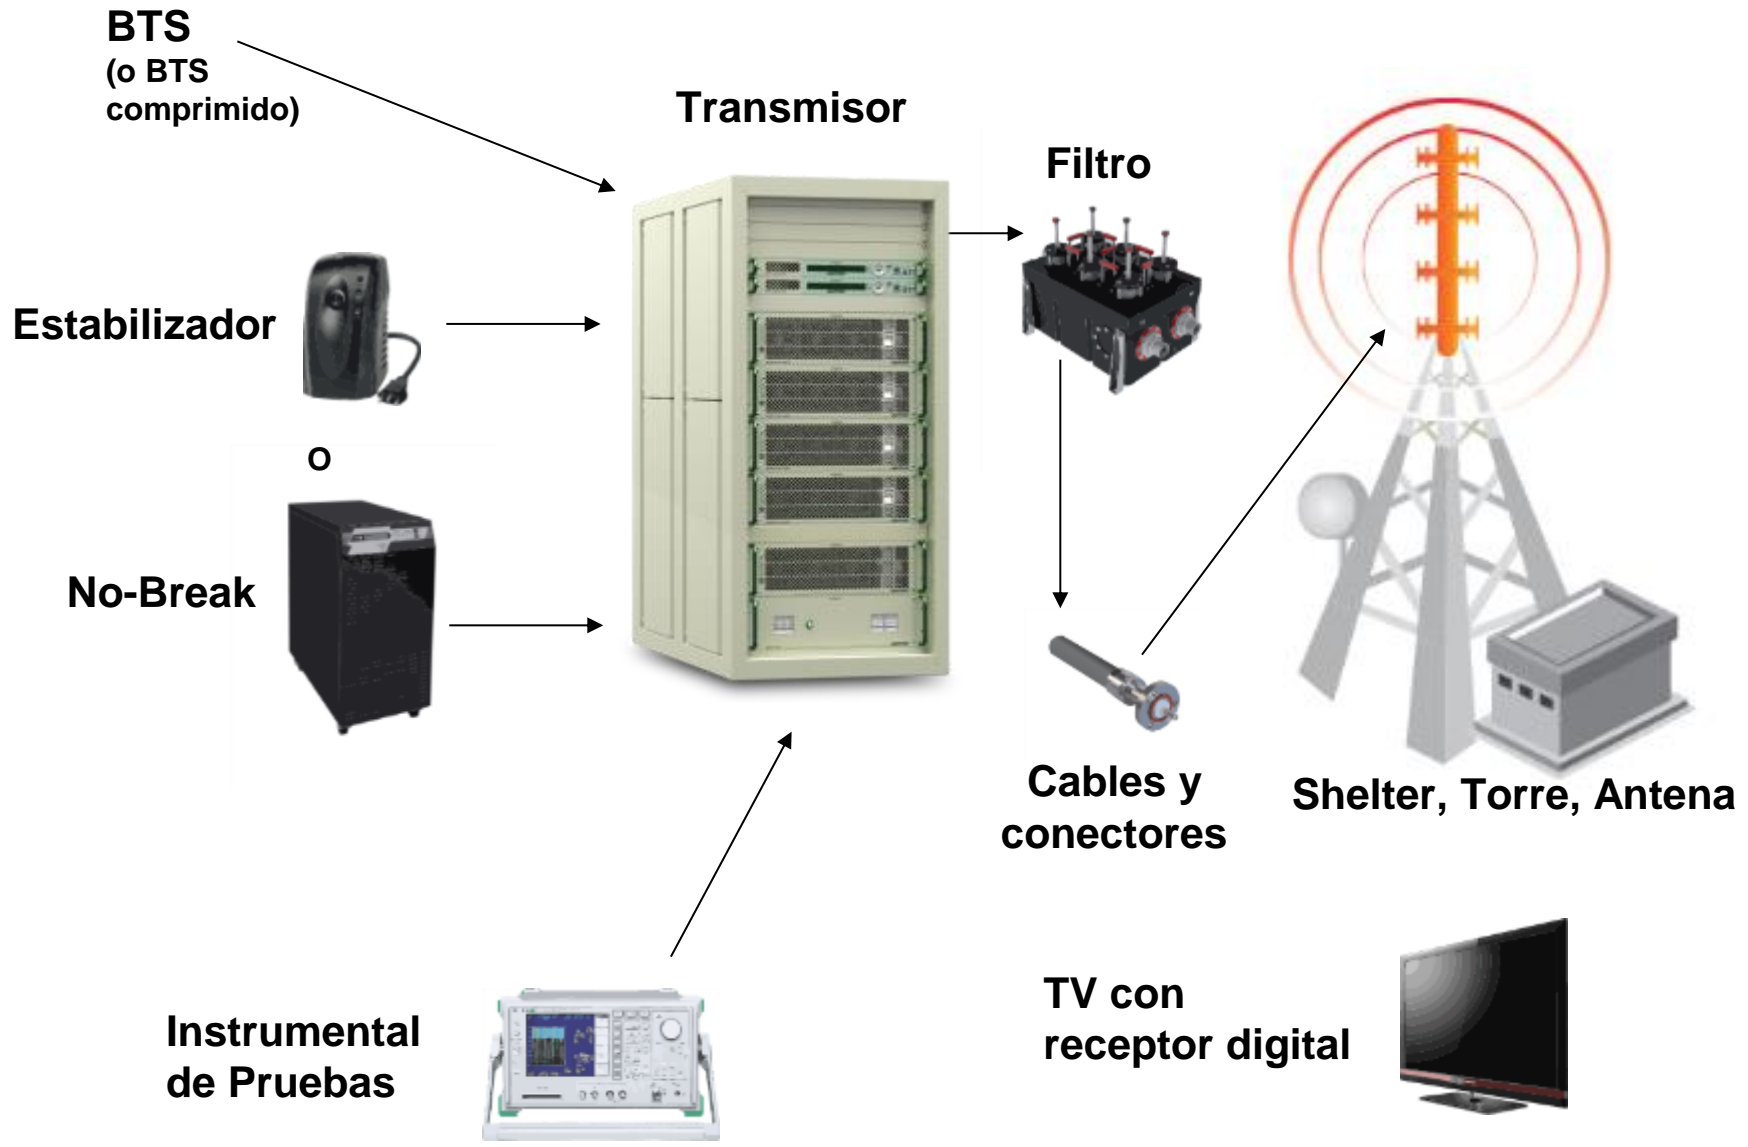 BTS
(o BTS
comprimido)
Transmisor
Filtro
Estabilizador
O
No-Break
Cables y
conectores
Shelter, Torre, Antena
Instrumental
de Pruebas
TV con
receptor digital